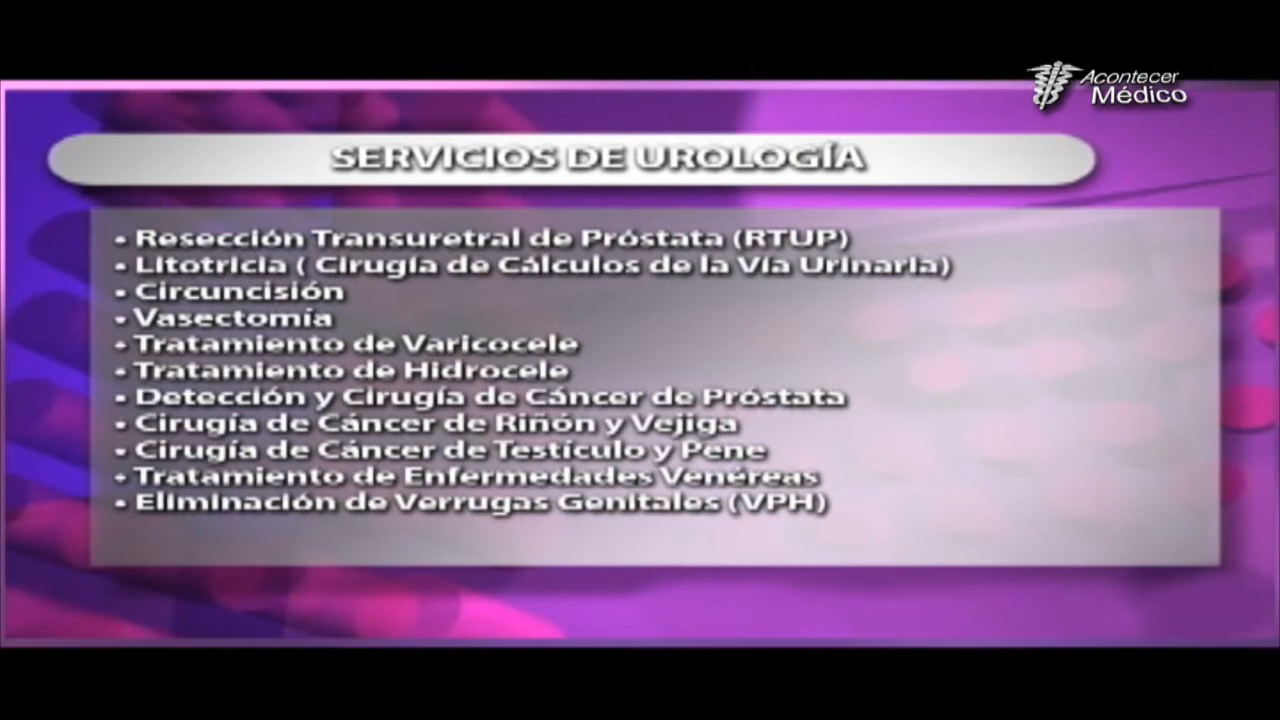 Acontecer
Médico
SERVICIOS DE UROLOGÍA
• Resección Transuretral de Próstata (RTUP)
• Litotricia ( Cirugía de Cálculos de la Vía Urinaria)
• Circuncisión
• Vasectomía
• Tratamiento de Varicocele
• Tratamiento de Hidrocele
• Detección y Cirugía de Cáncer de Próstata
• Cirugía de Cáncer de Riñón y Vejiga
• Cirugía de Cáncer de Testículo y Pene
• Tratamiento de Enfermedades Venéreas
• Eliminación de Verrugas Genitales (VPH)